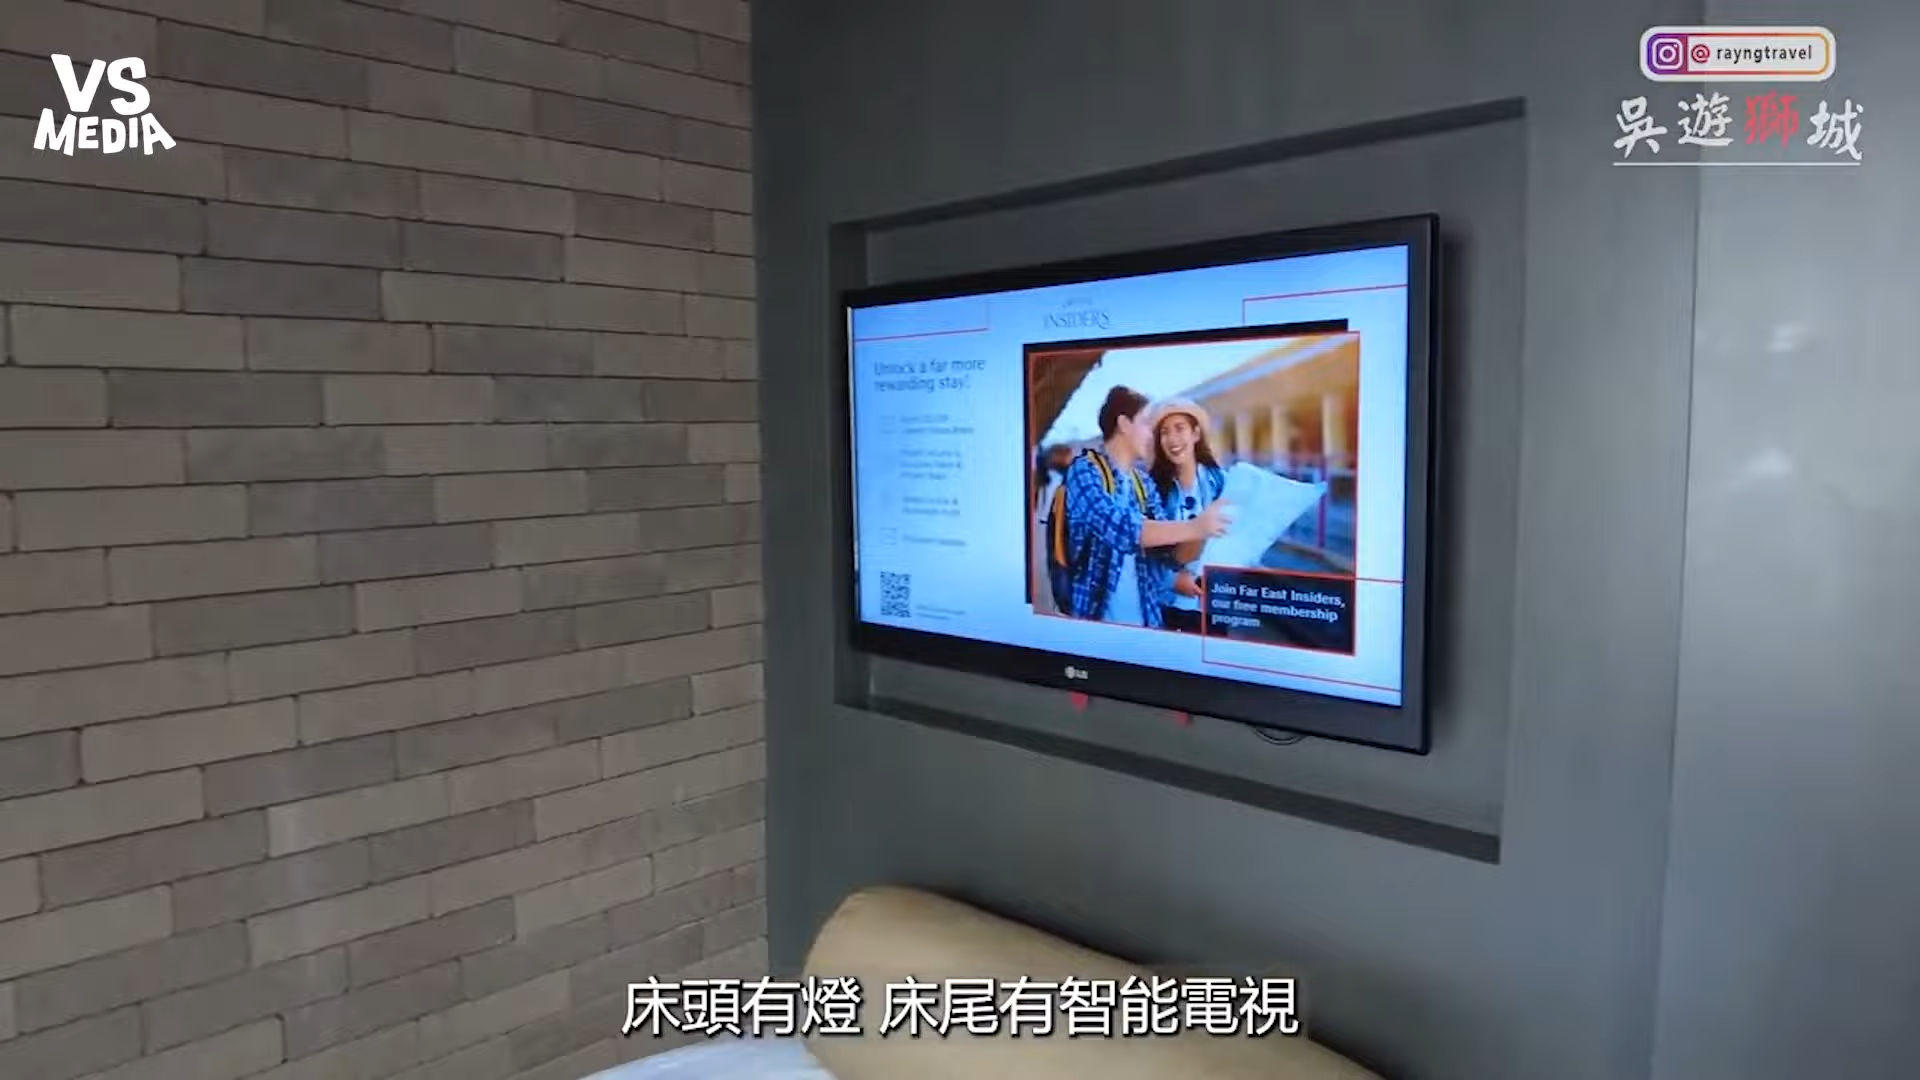 VS
MEDIA
@ rayngtravel
吳遊獅城
INSIDERS
Unlock a far more
rewarding stay!
Join Far East Insiders,
our free membership
program
LG
床頭有燈 床尾有智能電視